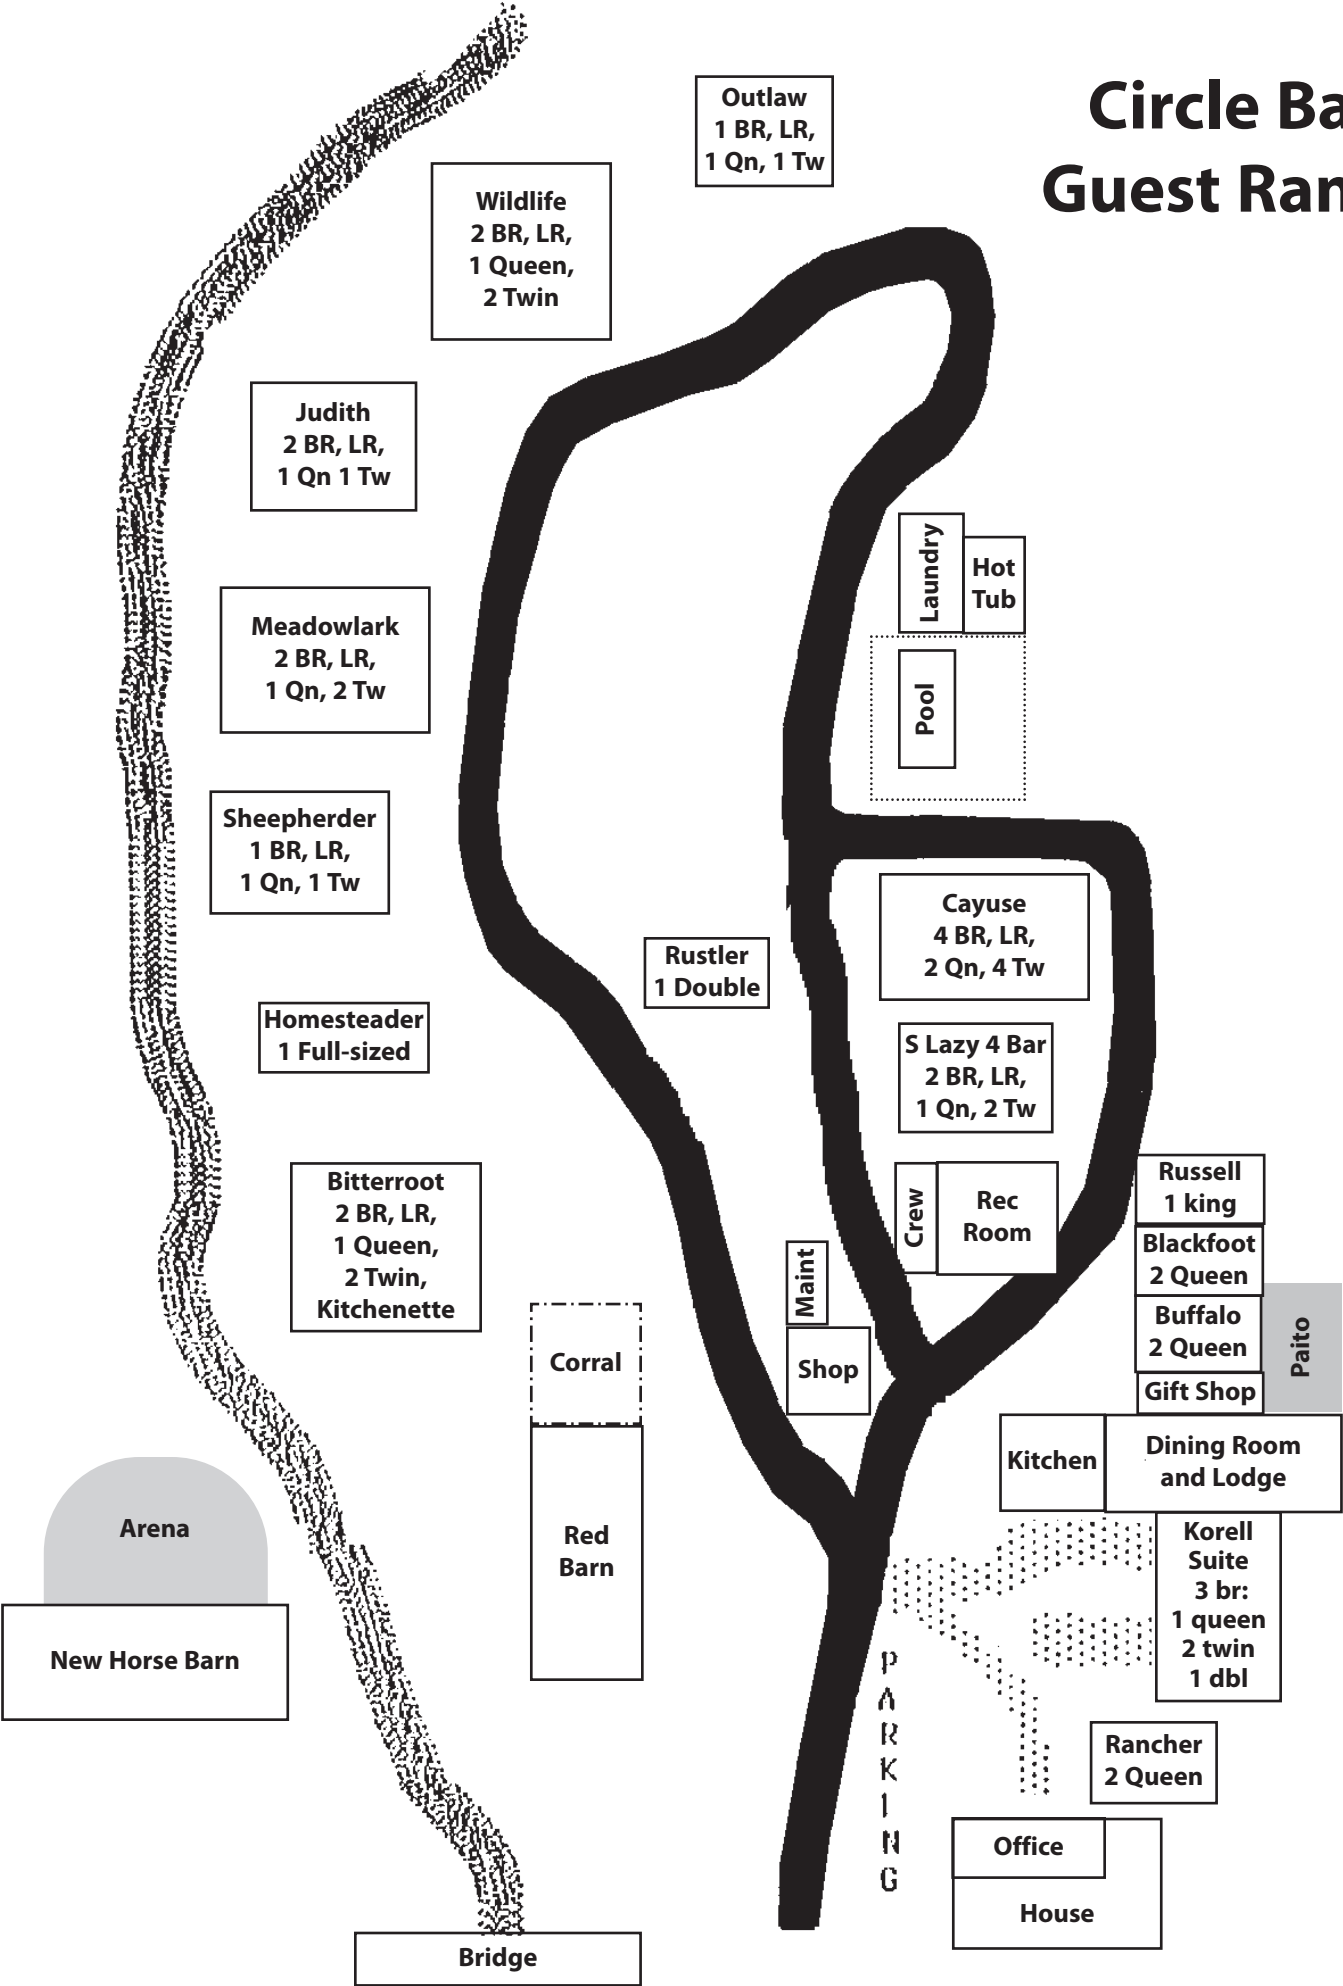 Circle Ba
Guest Ran
Outlaw
1 BR, LR,
1 Qn, 1 Tw
Wildlife
2 BR, LR,
1 Queen,
2 Twin
Judith
2 BR, LR,
1 Qn 1 Tw
Laundry
Hot
Tub
Meadowlark
2 BR, LR,
1 Qn, 2 Tw
Pool
Sheepherder
1 BR, LR,
1 Qn, 1 Tw
Cayuse
4 BR, LR,
2 Qn, 4 Tw
Rustler
1 Double
Homesteader
1 Full-sized
S Lazy 4 Bar
2 BR, LR,
1 Qn, 2 Tw
Bitterroot
2 BR, LR,
1 Queen,
2 Twin,
Kitchenette
Crew
Rec
Room
Russell
1 king
Blackfoot
2 Queen
Buffalo
2 Queen
Paito
Gift Shop
Maint
Shop
Corral
Kitchen
Dining Room
and Lodge
Red
Barn
Arena
New Horse Barn
Korell
Suite
3 br:
1 queen
2 twin
1 dbl
PARKING
Rancher
2 Queen
Office
House
Bridge